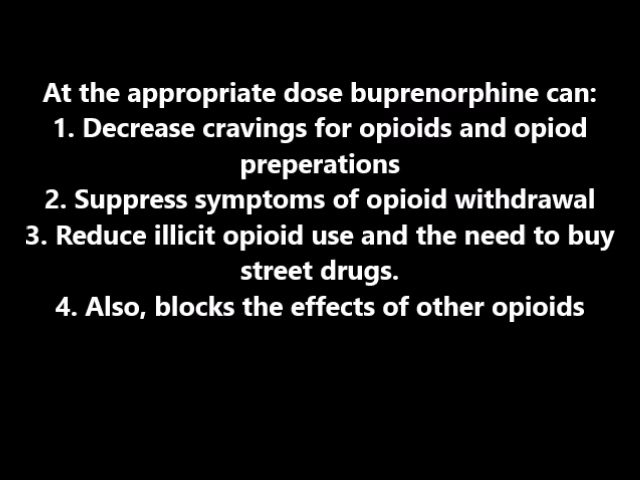 At the appropriate dose buprenorphine can:
1. Decrease cravings for opioids and opiod
preperations
2. Suppress symptoms of opioid withdrawal
3. Reduce illicit opioid use and the need to buy
street drugs.
4. Also, blocks the effects of other opioids